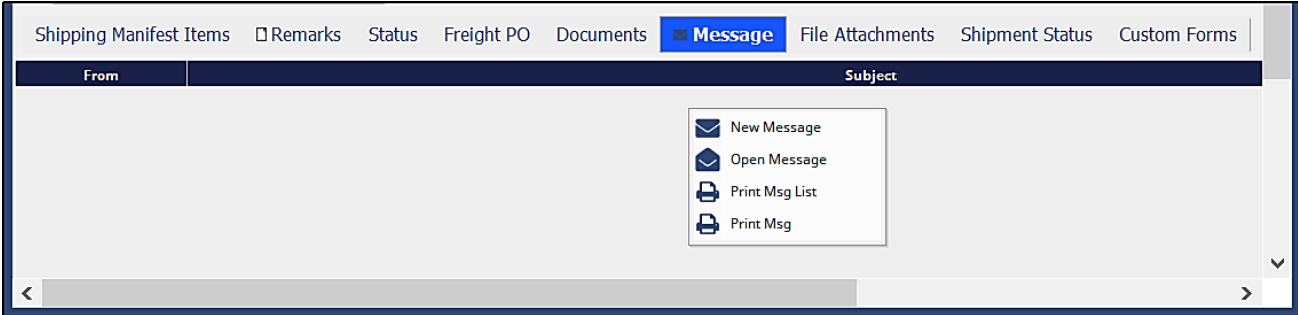 Shipping Manifest Items Remarks Status Freight PO Documents Message File Attachments Shipment Status Custom Forms
From Subject
New Message
Open Message
Print Msg List
Print Msg